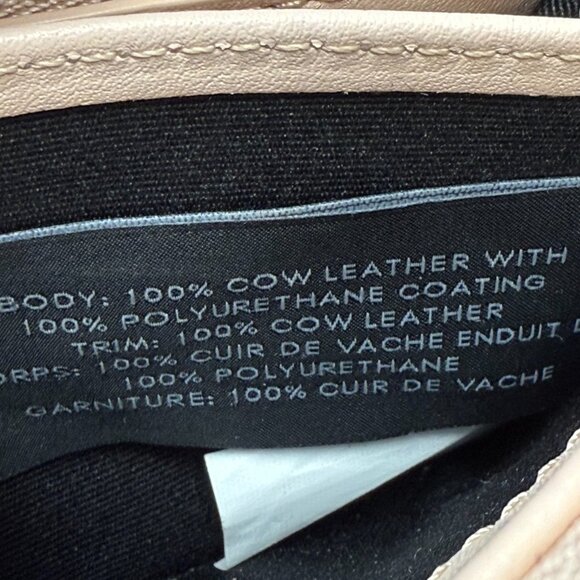 BODY: 100% COW LEATHER WITH
100% POLYURETHANE COATING
TRIM: 100% COW LEATHER
ORPS: 100% CUIR DE VACHE ENDUIT
100% POLYURETHANE
GARNITURE: 100% CUIR DE VACHE